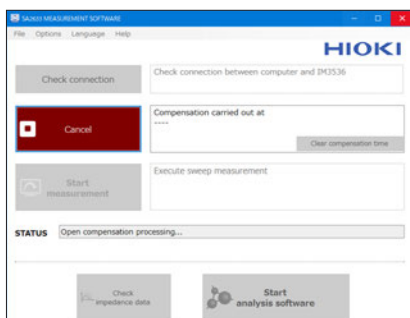 SA2633 MEASUREMENT SOFTWARE
File Options Language Help
HIOKI
Check connection
Check connection between computer and IM3536
Cancel
Compensation carried out at
----
Clear compensation time
Start
measurement
Execute sweep measurement
STATUS Open compensation processing...
Check
impedance data
Start
analysis software